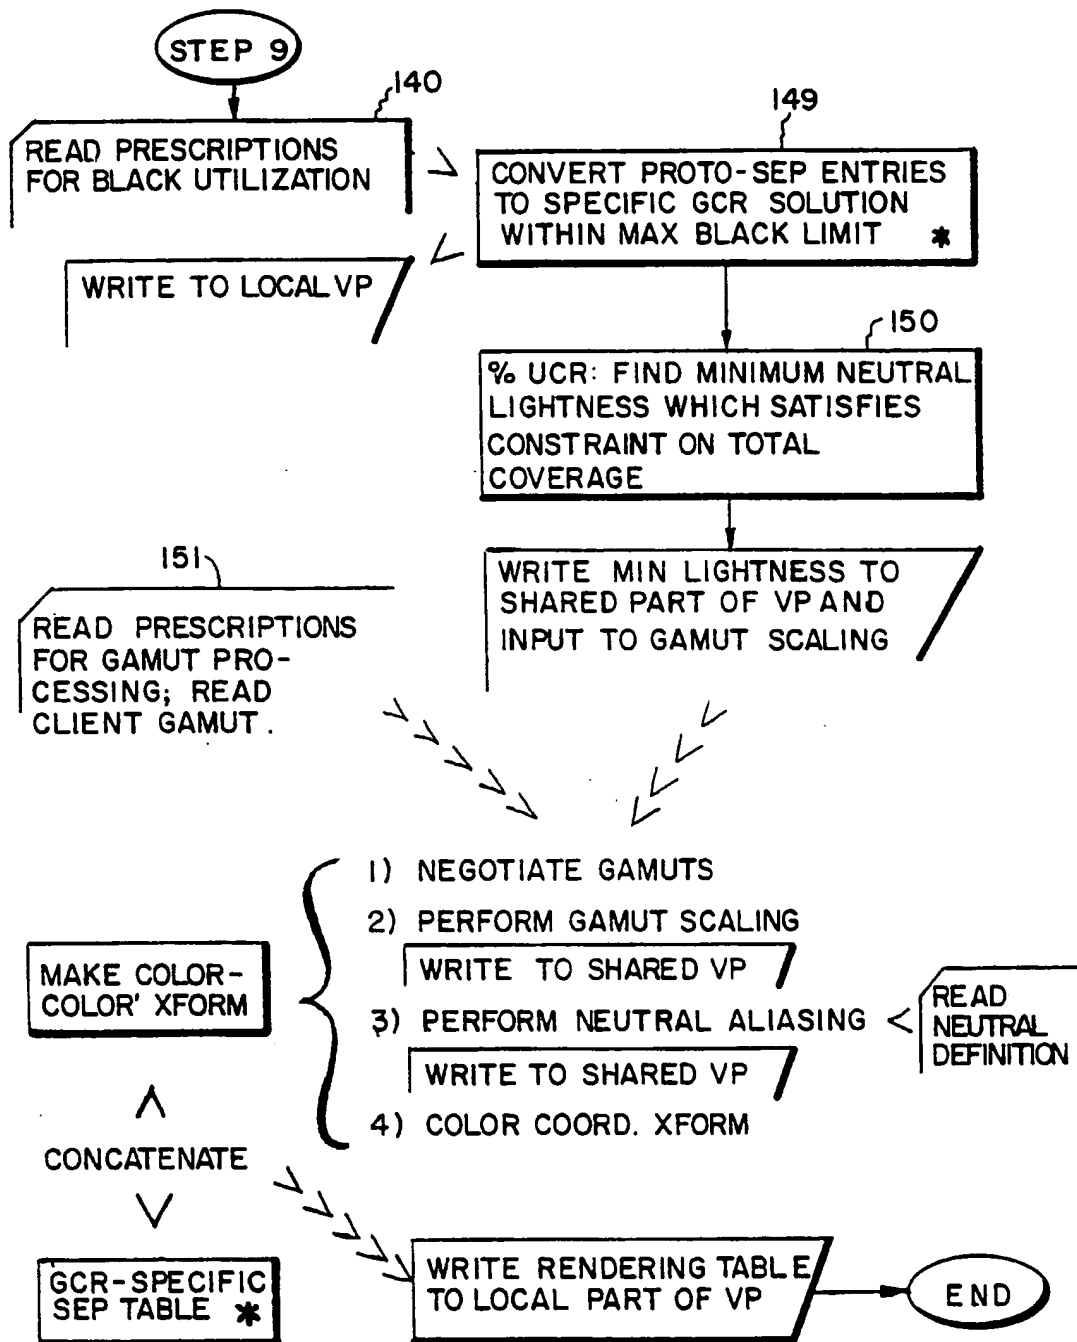 STEP 9
140
READ PRESCRIPTIONS
FOR BLACK UTILIZATION
149
CONVERT PROTO-SEP ENTRIES
TO SPECIFIC GCR SOLUTION
WITHIN MAX BLACK LIMIT *
WRITE TO LOCAL VP
150
% UCR: FIND MINIMUM NEUTRAL
LIGHTNESS WHICH SATISFIES
CONSTRAINT ON TOTAL
COVERAGE
WRITE MIN LIGHTNESS TO
SHARED PART OF VP AND
INPUT TO GAMUT SCALING
151
READ PRESCRIPTIONS
FOR GAMUT PRO-
CESSING; READ
CLIENT GAMUT.
1) NEGOTIATE GAMUTS
2) PERFORM GAMUT SCALING
WRITE TO SHARED VP
MAKE COLOR-
COLOR' XFORM
3) PERFORM NEUTRAL ALIASING
READ
NEUTRAL
DEFINITION
WRITE TO SHARED VP
4) COLOR COORD. XFORM
CONCATENATE
GCR-SPECIFIC
SEP TABLE *
WRITE RENDERING TABLE
TO LOCAL PART OF VP
END